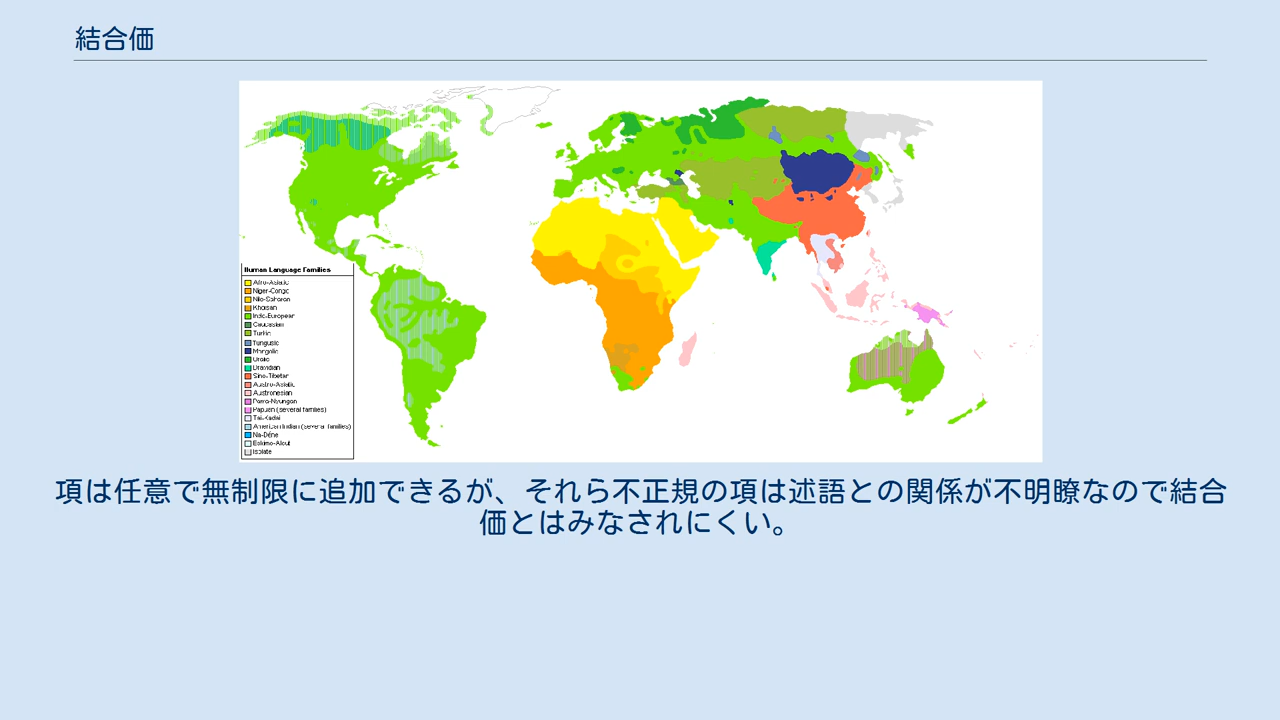 結合価
Human Language Families
Afro-Asiatic
Niger-Congo
Nilo-Saharan
Khoisan
Indo-European
Caucasian
Turkic
Tungusic
Mongolic
Uralic
Dravidian
Sino-Tibetan
Austro-Asiatic
Austronesian
Pama-Nyungan
Papuan (several families)
Tai-Kadai
American Indian (several families)
Na-Dené
Eskimo-Aleut
Isolate
項は任意で無制限に追加できるが、それら不正規の項は述語との関係が不明瞭なので結合
価とはみなされにくい。